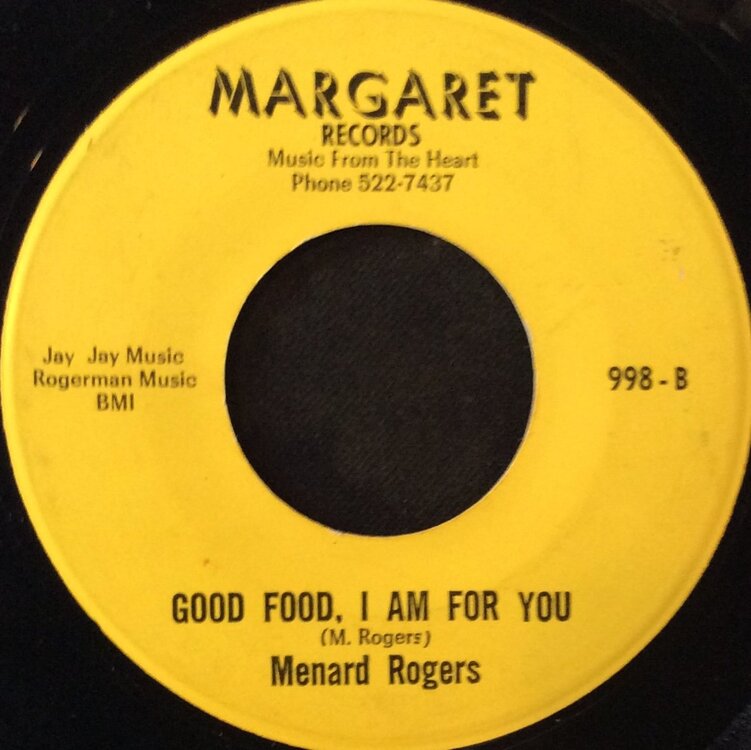 MARGARET
RECORDS
Music From The Heart
Phone 522-7437
Jay Jay Music
Rogerman Music
BMI
998-B
GOOD FOOD, I AM FOR YOU
(M. Rogers)
Menard Rogers